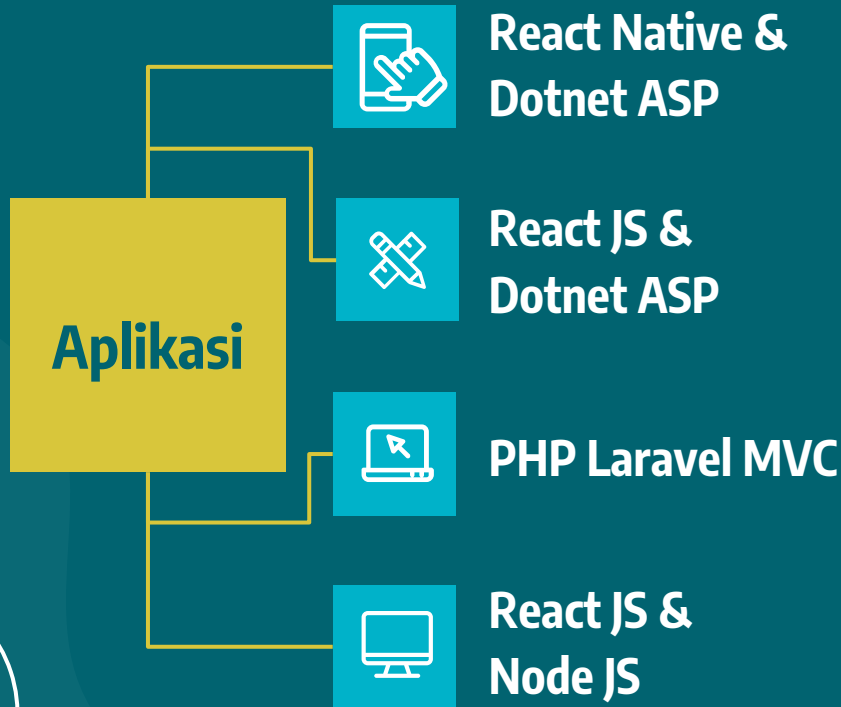 React Native &
Dotnet ASP
React JS &
Dotnet ASP
Aplikasi
PHP Laravel MVC
React JS &
Node JS